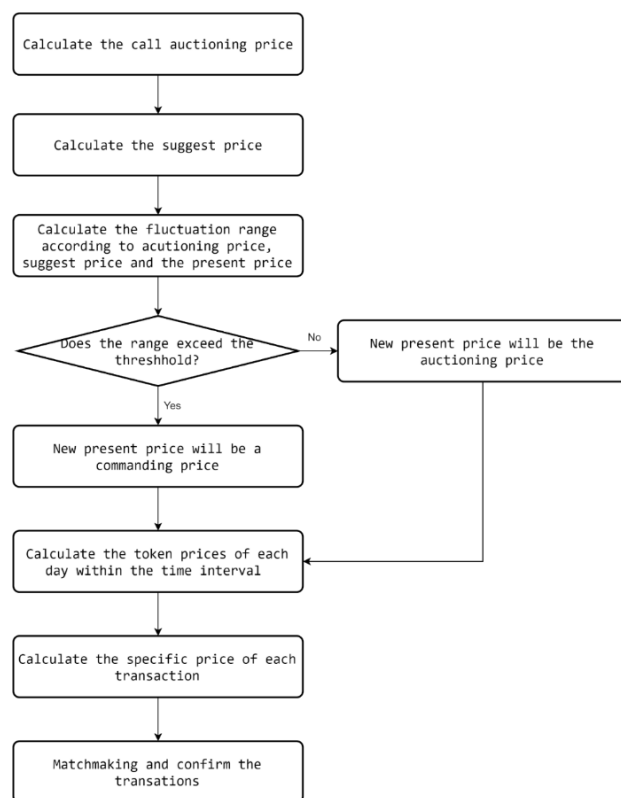 Calculate the call auctioning price
Calculate the suggest price
Calculate the fluctuation range
according to acutioning price,
suggest price and the present price
Does the range exceed the
threshhold?
No
New present price will be the
auctioning price
Yes
New present price will be a
commanding price
Calculate the token prices of each
day within the time interval
Calculate the specific price of each
transaction
Matchmaking and confirm the
transations